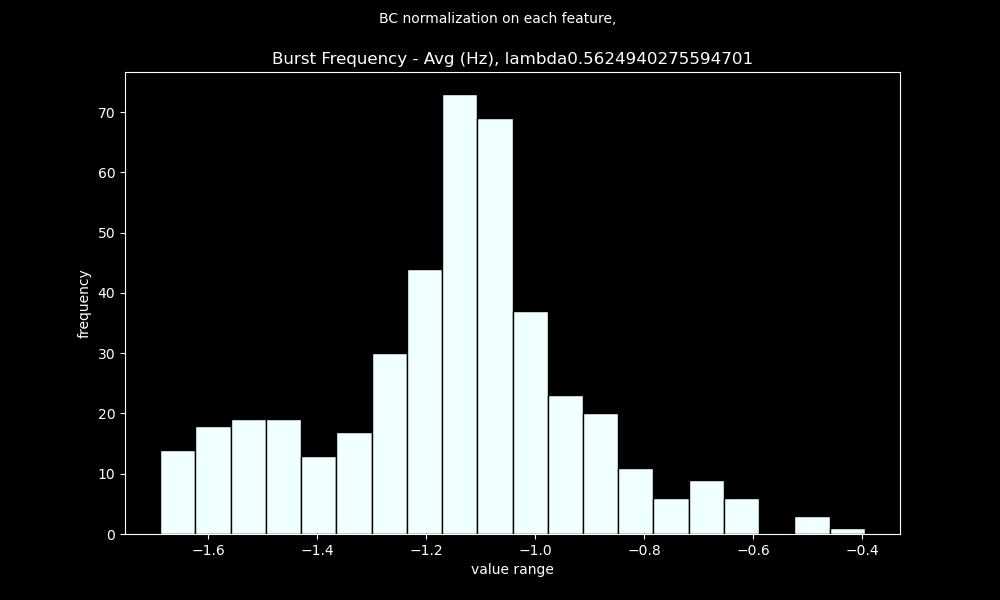 BC normalization on each feature,
Burst Frequency - Avg (Hz), lambda0.5624940275594701
70
60
50
40
30
20
10
0
frequency
−1.6 −1.4 −1.2 −1.0 −0.8 −0.6 −0.4
value range